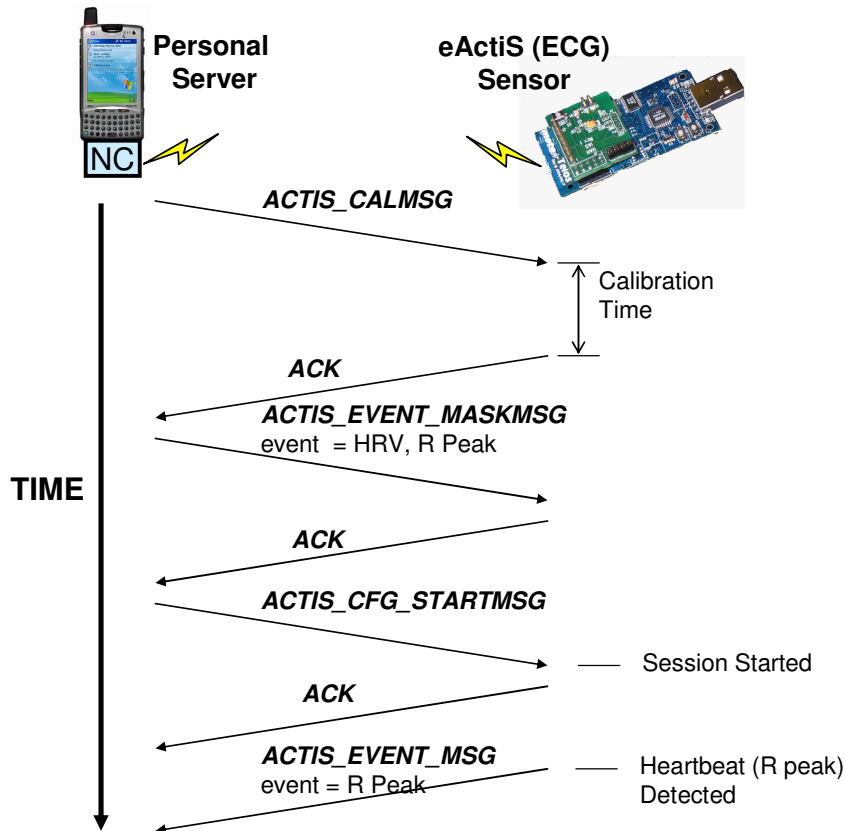 Personal
Server
eActiS (ECG)
Sensor
NC
ACTIS_CALMSG
Calibration
Time
ACK
ACTIS_EVENT_MASKMSG
event = HRV, R Peak
TIME
ACK
ACTIS_CFG_STARTMSG
Session Started
ACK
ACTIS_EVENT_MSG
event = R Peak
Heartbeat (R peak)
Detected